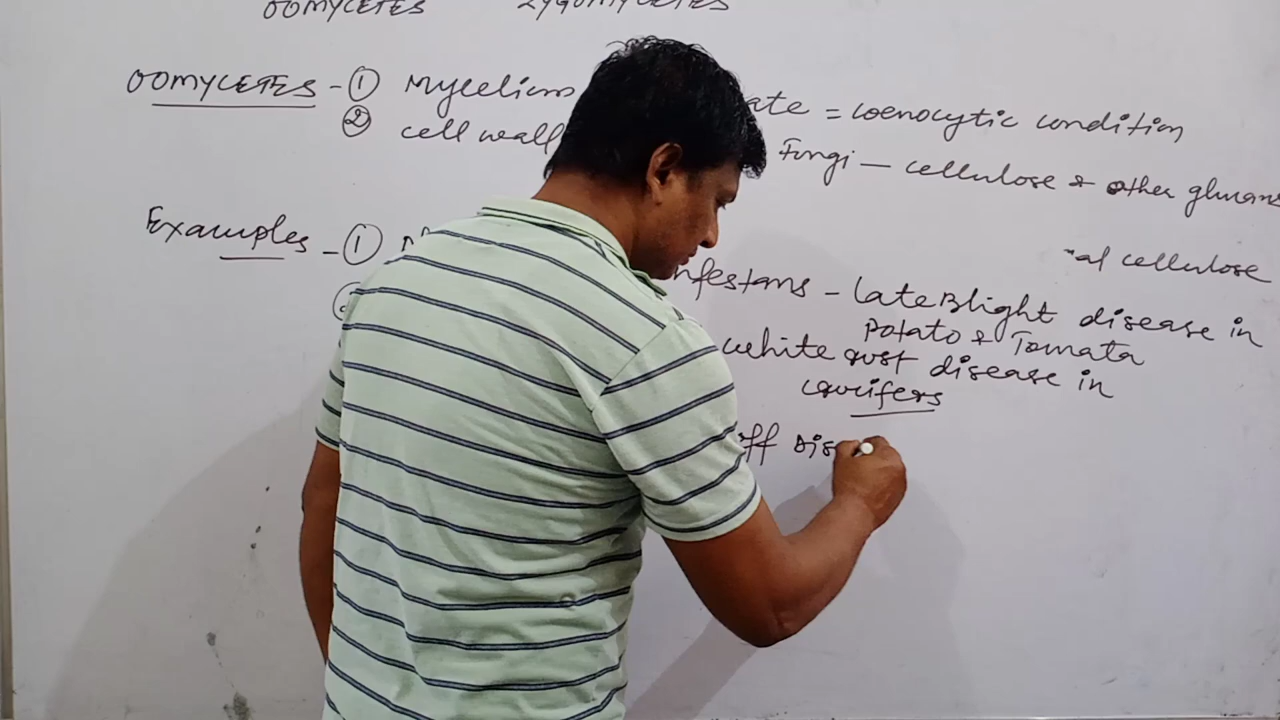 OOMYCETES ZYGOMYCETES
OOMYCETES - ① Mycelium ate = coenocytic condition
② cell wall Fungi — cellulose & other glucans
al cellulose
Examples - ①
nfestans - late Blight disease in
Potato & Tomata
white rust disease in
crucifers
ff Dis